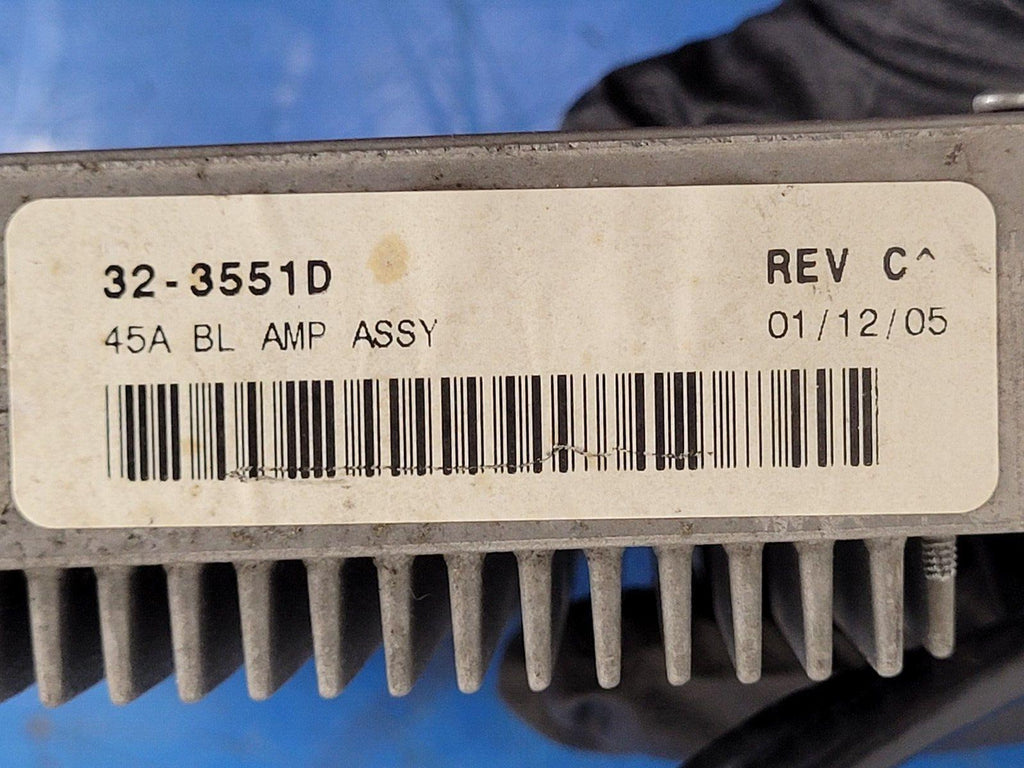 32-3551D REV C^
45A BL AMP ASSY 01/12/05